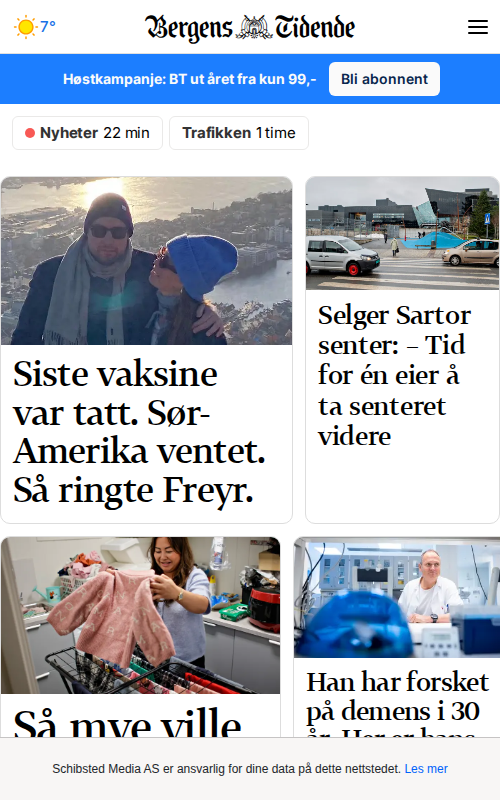 7°
Bergens Tidende
Høstkampanje: BT ut året fra kun 99,-
Bli abonnent
Nyheter 22 min
Trafikken 1 time
Siste vaksine
var tatt. Sør-
Amerika ventet.
Så ringte Freyr.
Selger Sartor
senter: – Tid
for én eier å
ta senteret
videre
Så mye ville
Han har forsket
på demens i 30
år. Her er hans
Schibsted Media AS er ansvarlig for dine data på dette nettstedet. Les mer